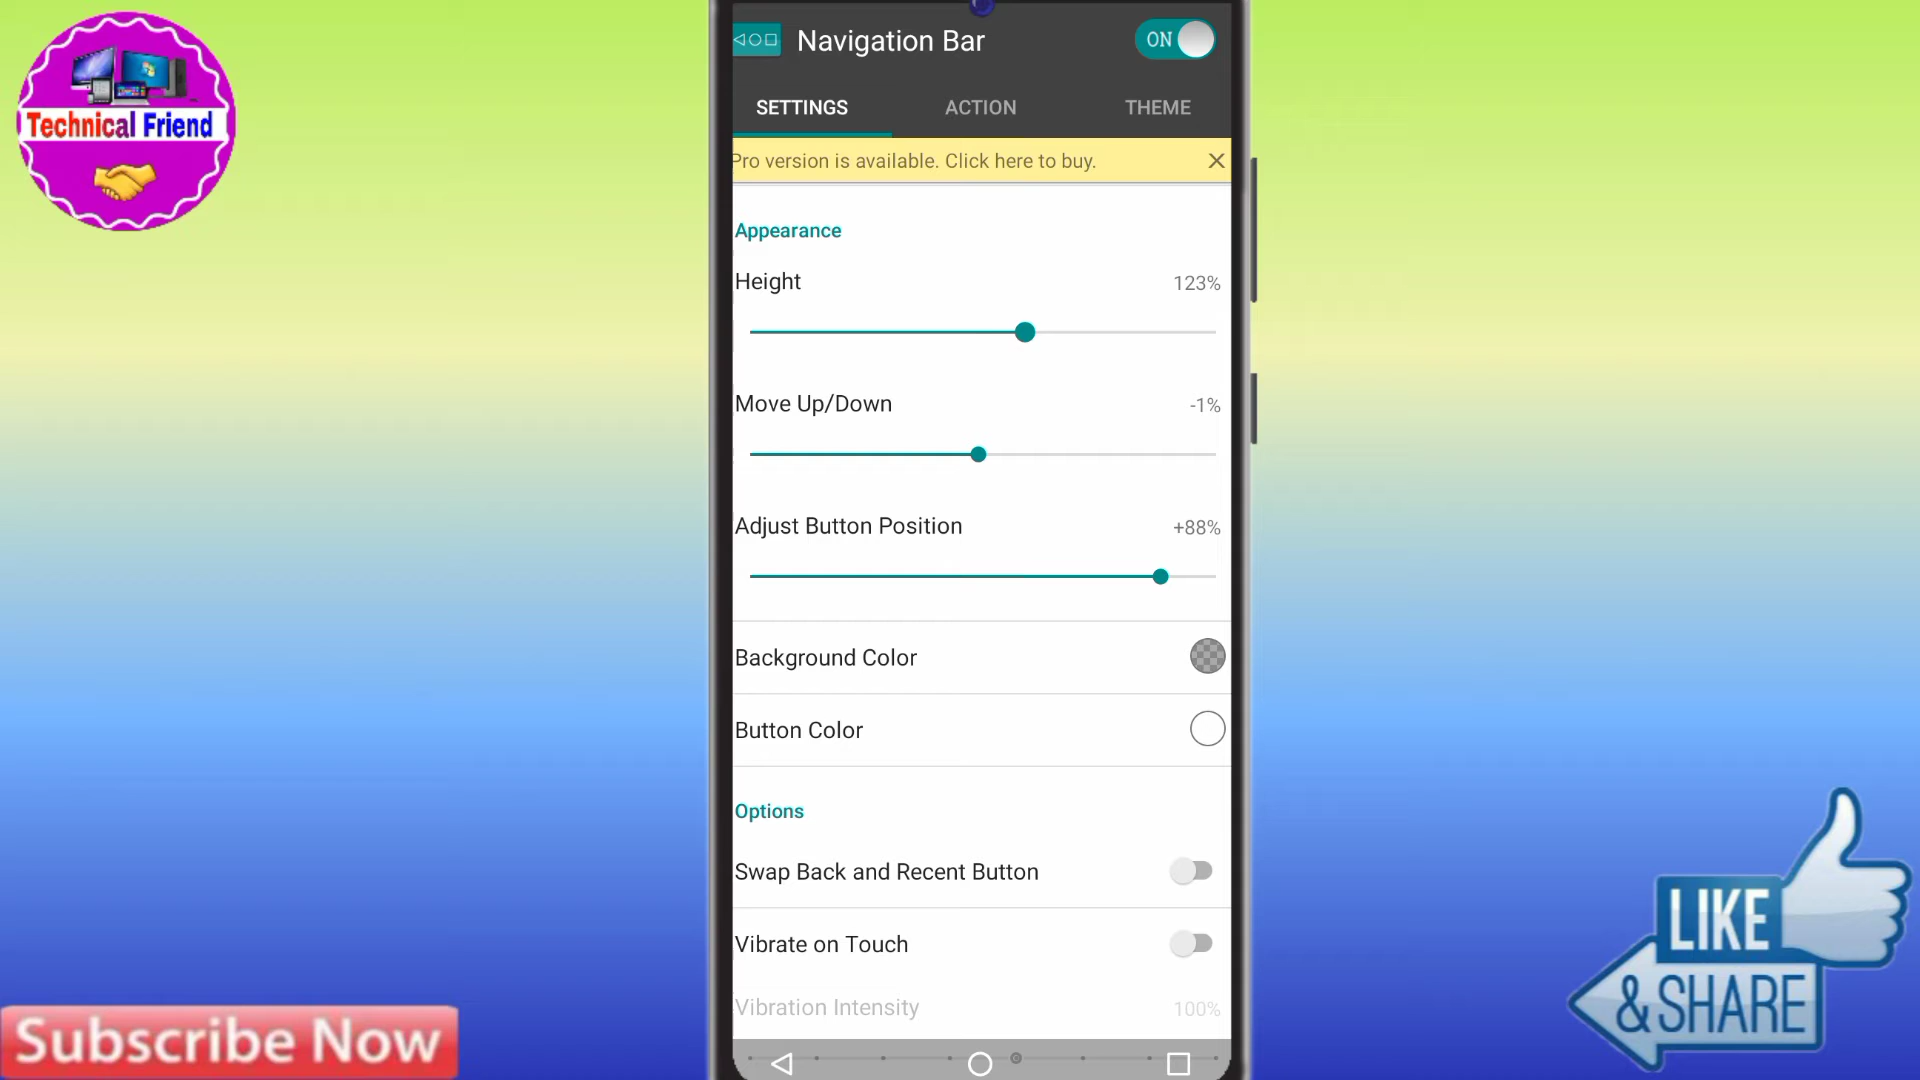 Technical Friend
Navigation Bar
ON
SETTINGS
ACTION
THEME
Pro version is available. Click here to buy.
Appearance
Height
123%
Move Up/Down
-1%
Adjust Button Position
+88%
Background Color
Button Color
Options
Swap Back and Recent Button
Vibrate on Touch
Vibration Intensity
100%
Subscribe Now
LIKE
& SHARE